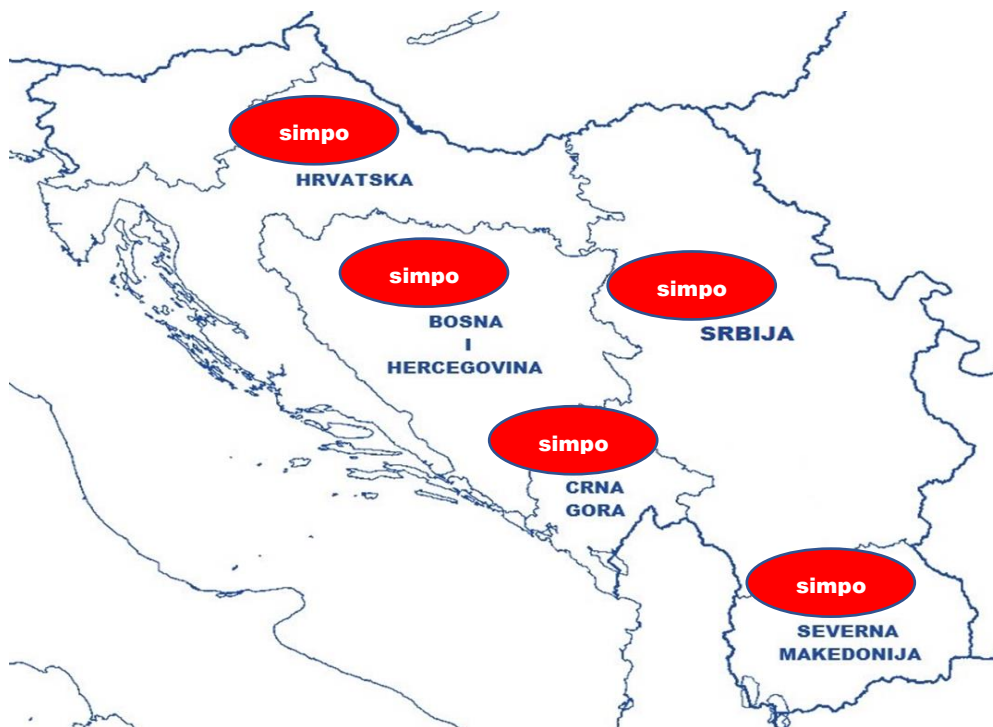 simpo
HRVATSKA
simpo
BOSNA
I
HERCEGOVINA
simpo
SRBIJA
simpo
CRNA
GORA
simpo
SEVERNA
MAKEDONIJA